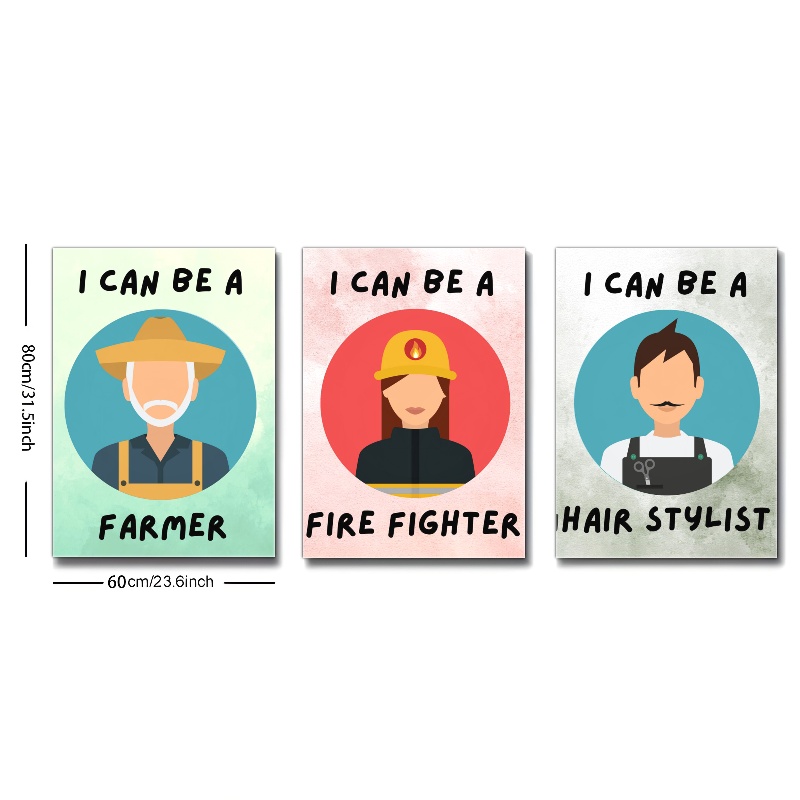 I CAN BE A
FARMER
I CAN BE A
FIRE FIGHTER
I CAN BE A
HAIR STYLIST
80cm/31.5inch
60cm/23.6inch